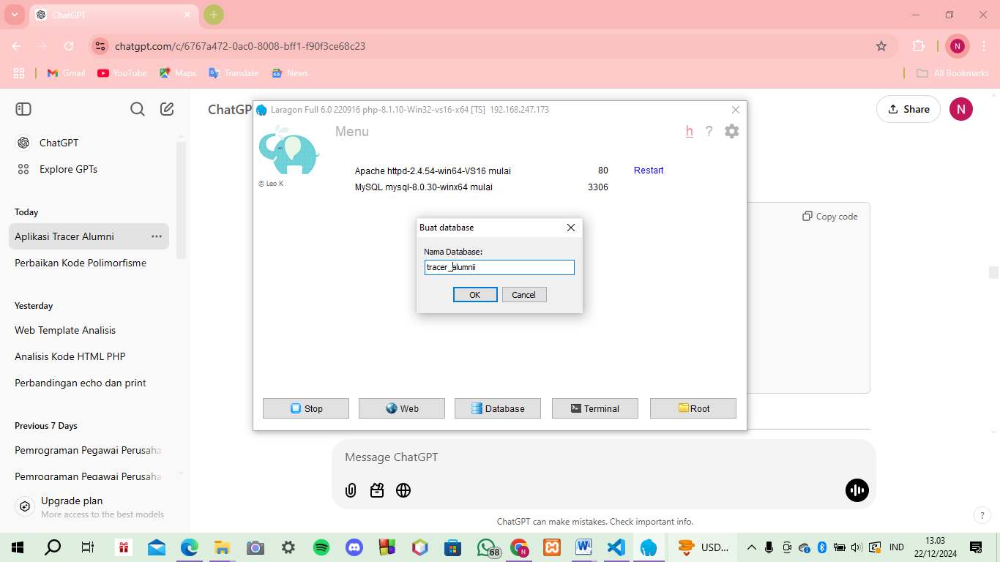 ChatGPT
chatgpt.com/c/6767a472-0ac0-8008-bff1-f90f3ce68c23
N
Gmail
YouTube
Maps
Translate
News
All Bookmarks
ChatGPT
Explore GPTs
Today
Aplikasi Tracer Alumni
Perbaikan Kode Polimorfisme
Yesterday
Web Template Analisis
Analisis Kode HTML PHP
Perbandingan echo dan print
Previous 7 Days
Pemrograman Pegawai Perusaha
Pemrograman Pegawai Perusaha
Upgrade plan
More access to the best models
ChatGP
Share
N
Copy code
Laragon Full 6.0 220916 php-8.1.10-Win32-vs16-x64 [TS] 192.168.247.173
Menu
h ?
© Leo K
Apache httpd-2.4.54-win64-VS16 mulai 80 Restart
MySQL mysql-8.0.30-winx64 mulai 3306
Buat database
Nama Database:
tracer_alumnii
OK Cancel
Stop Web Database Terminal Root
Message ChatGPT
ChatGPT can make mistakes. Check important info.
?
68
N
USD...
IND
13.03
22/12/2024